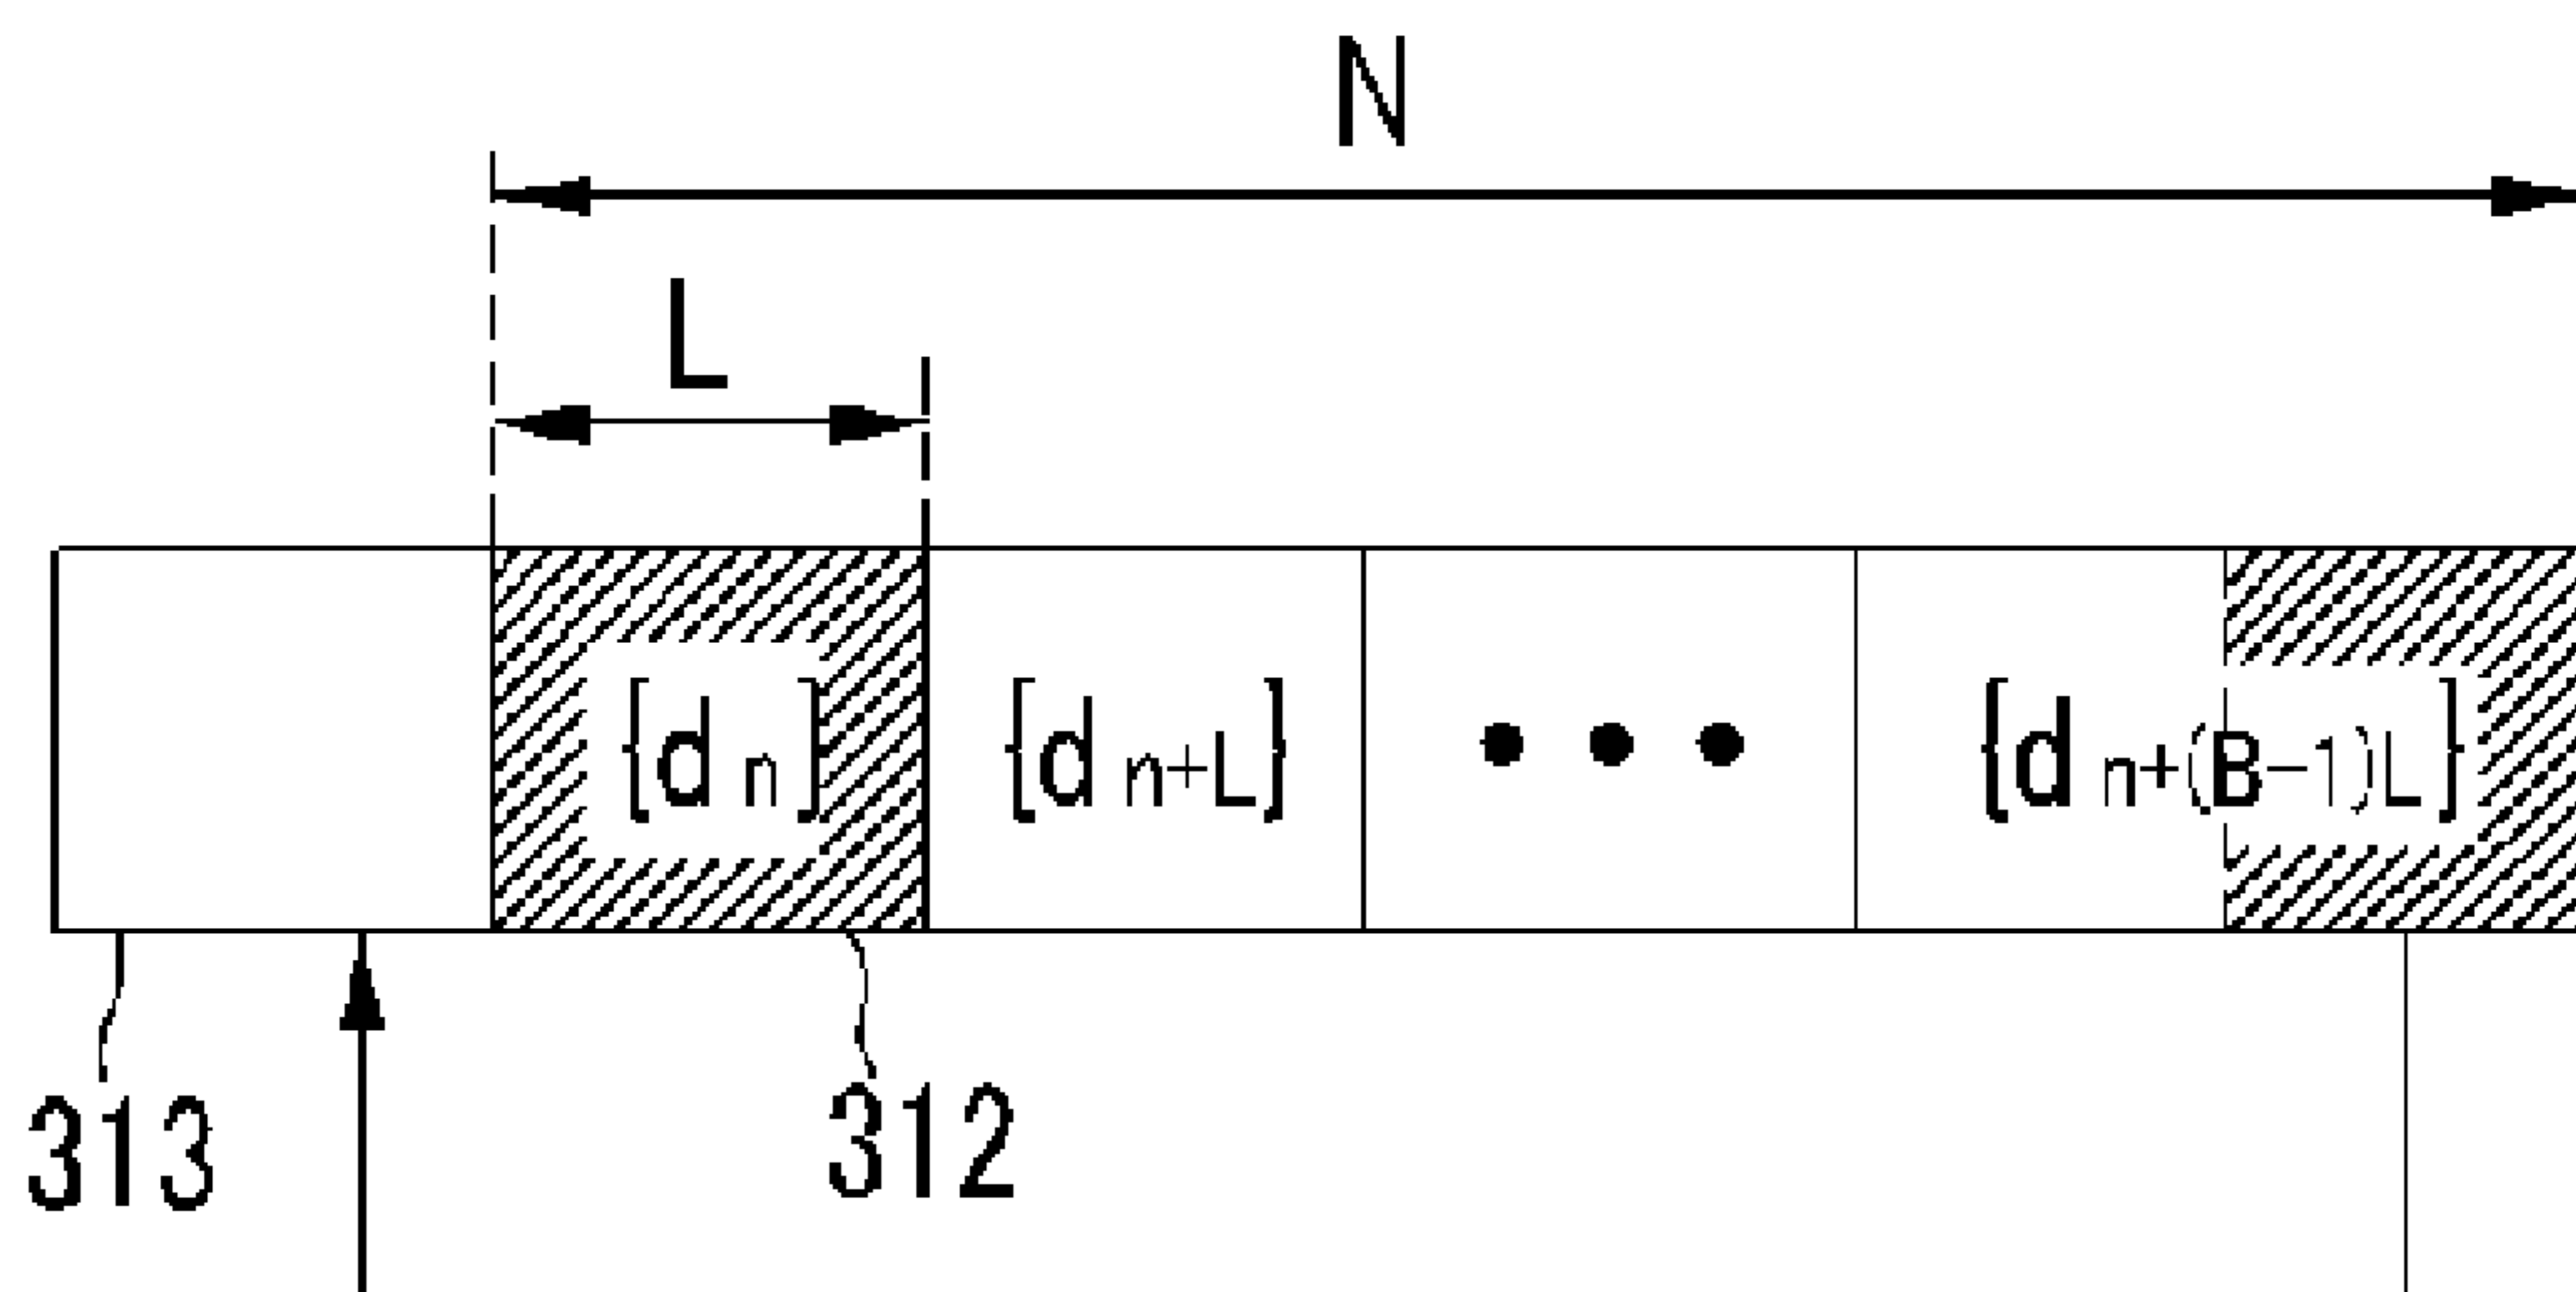 N
L
{d n} {d n+L} ••• {d n+(B-1)L}
313 312